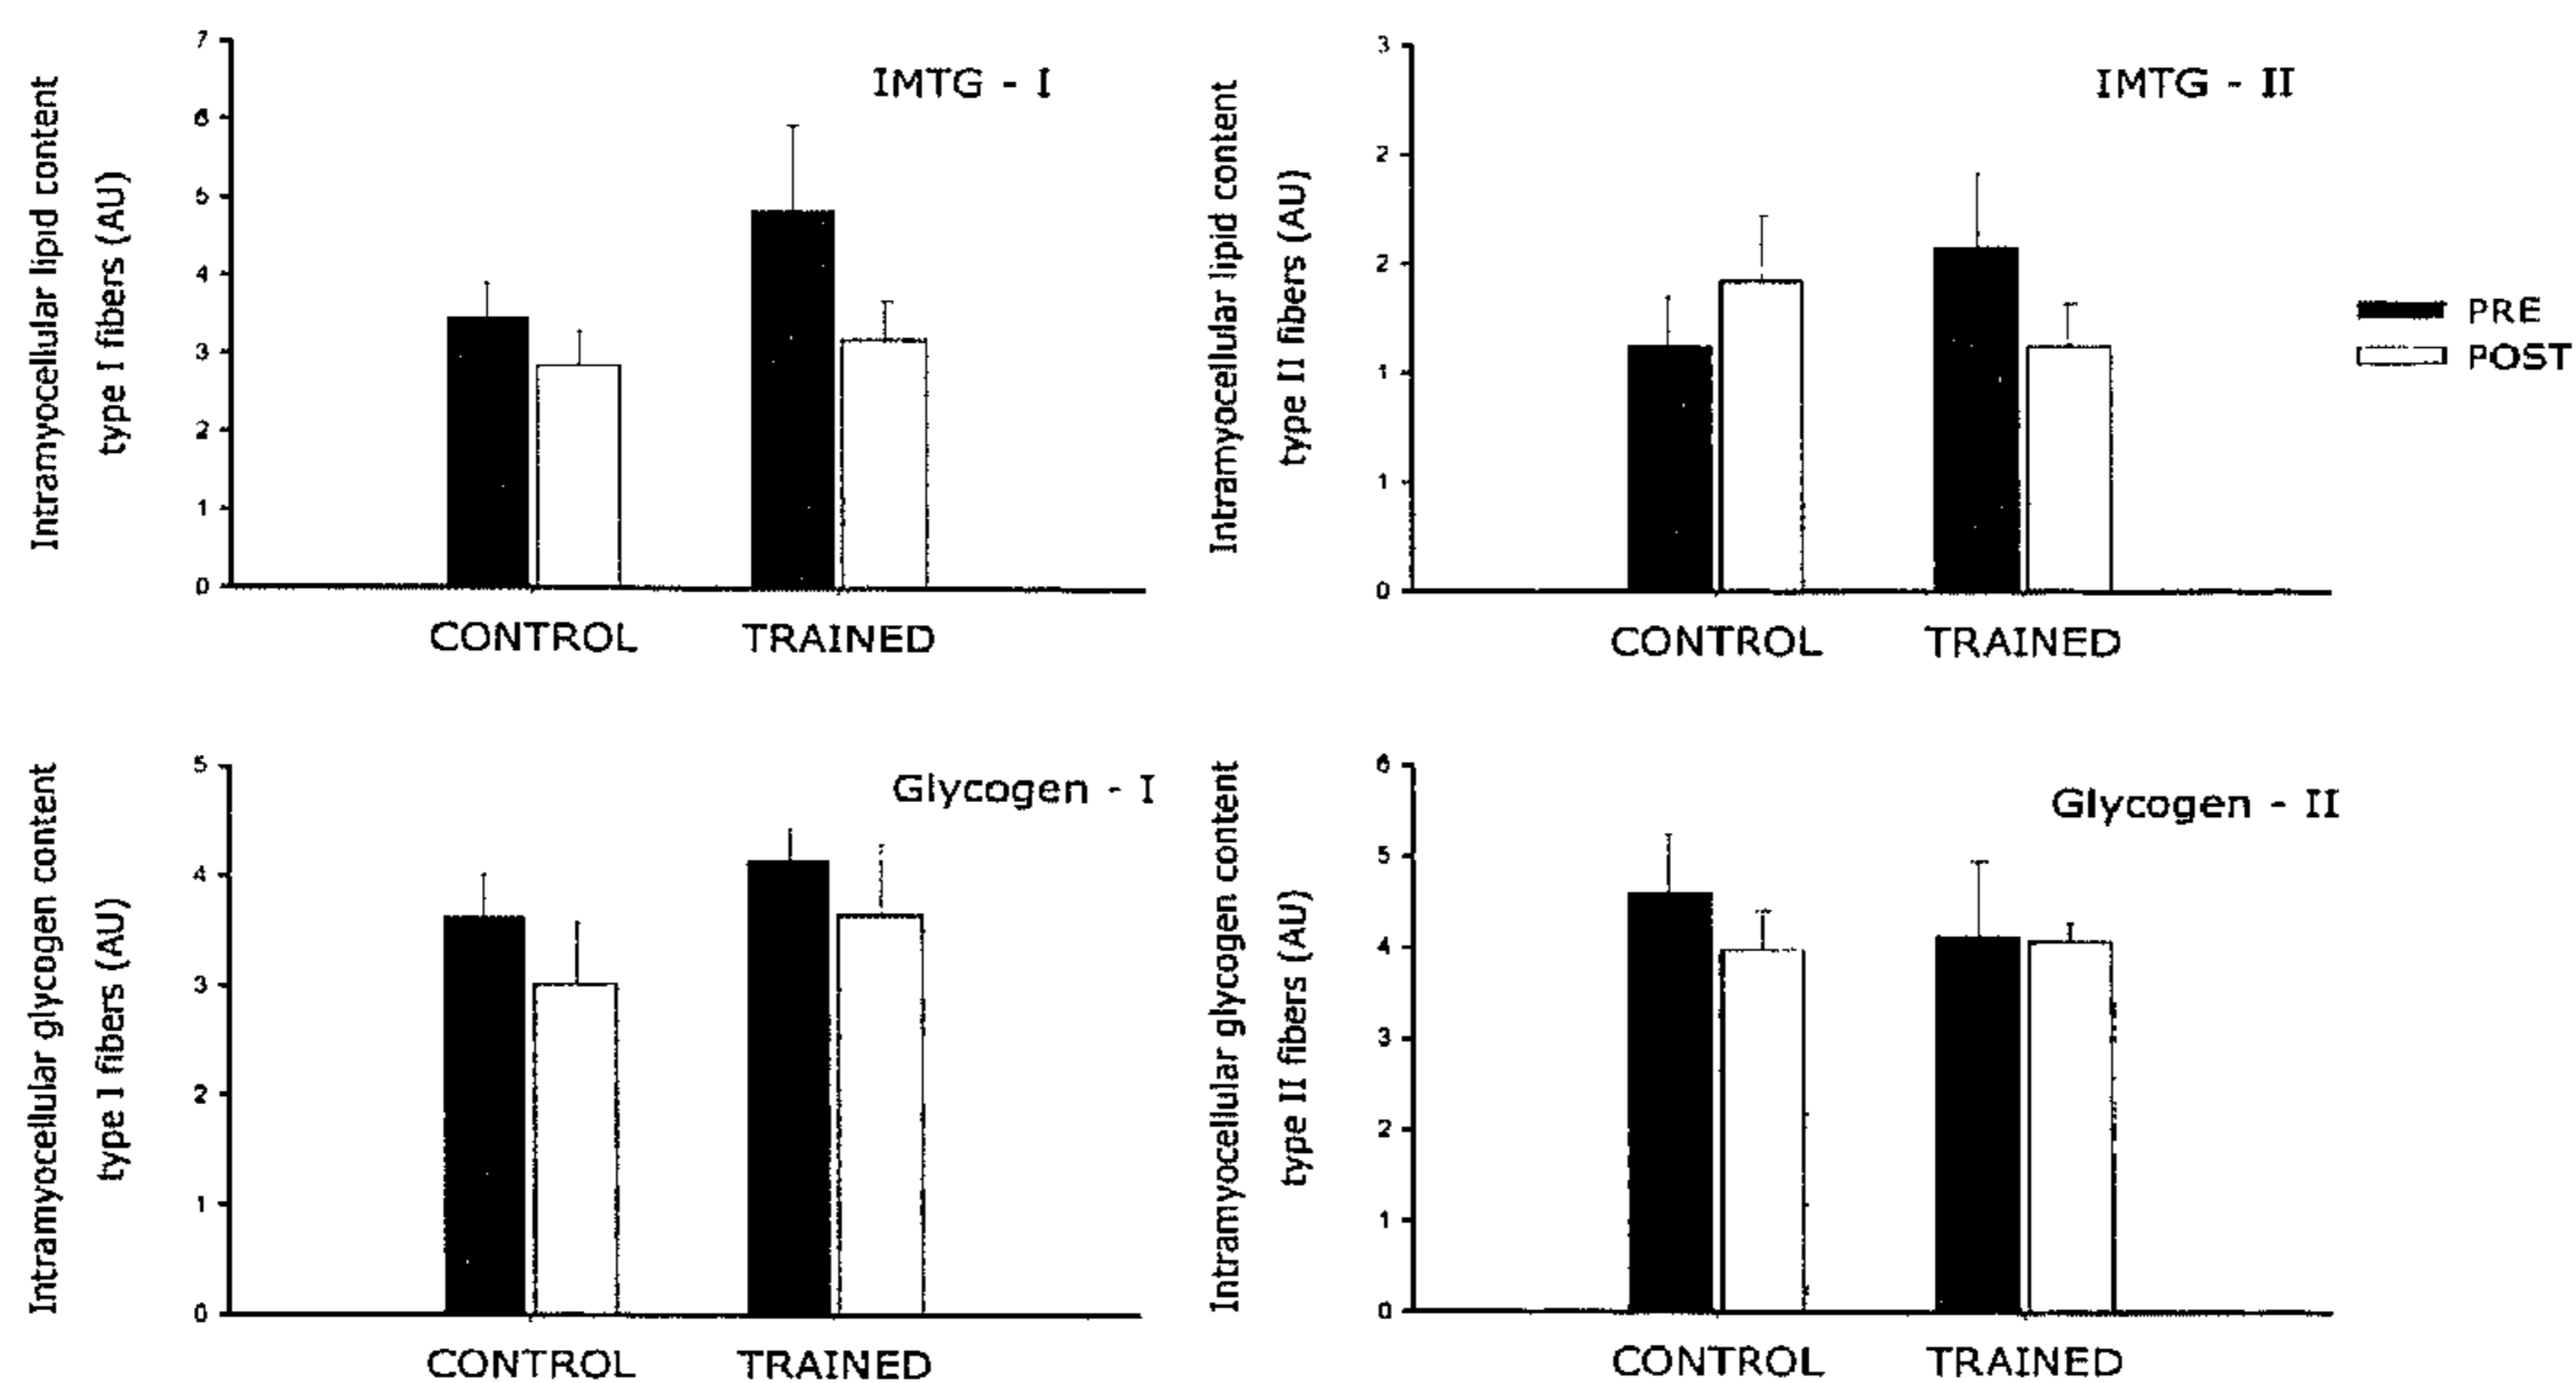 Intramyocellular lipid content
type I fibers (AU)
7
6
5
4
3
2
1
0
IMTG - I
CONTROL TRAINED
Intramyocellular lipid content
type II fibers (AU)
3
2
2
1
1
0
IMTG - II
CONTROL TRAINED
PRE
POST
Intramyocellular glycogen content
type I fibers (AU)
5
4
3
2
1
0
Glycogen - I
CONTROL TRAINED
Intramyocellular glycogen content
type II fibers (AU)
6
5
4
3
2
1
0
Glycogen - II
CONTROL TRAINED